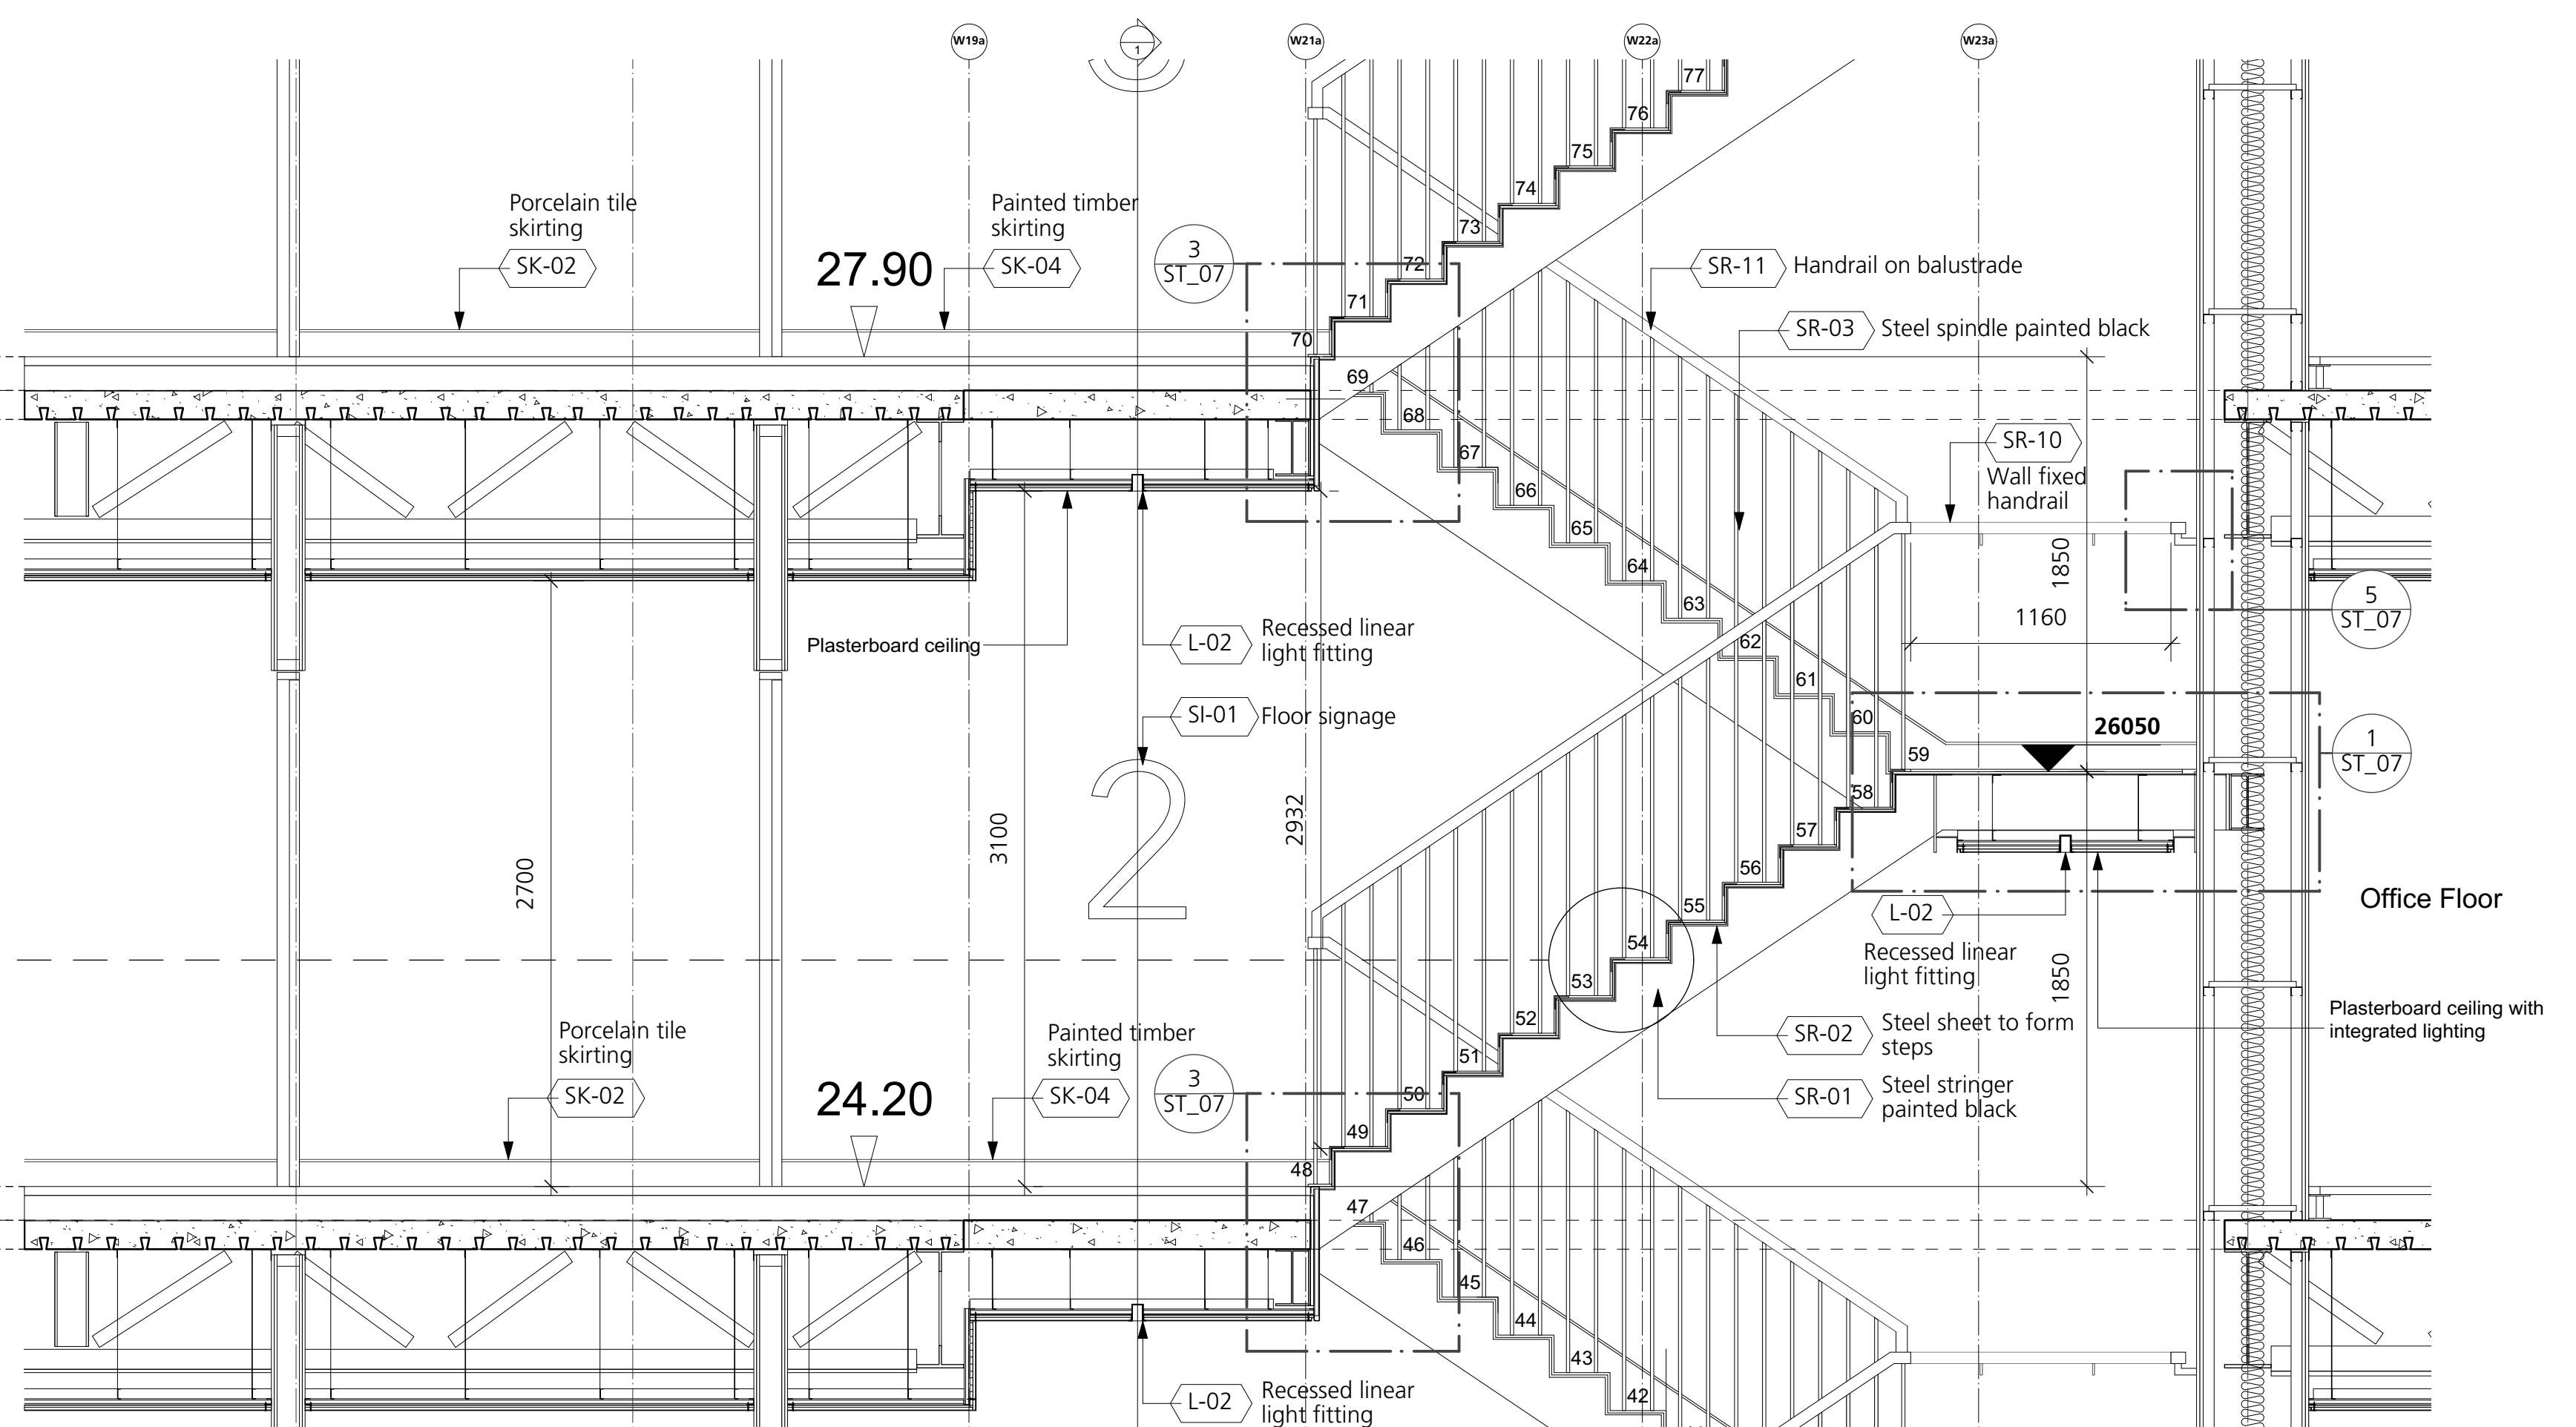 W19a
1
W21a
W22a
W23a
77
76
75
74
73
72
71
70
Porcelain tile
skirting
SK-02
27.90
Painted timber
skirting
SK-04
3
ST_07
SR-11
Handrail on balustrade
SR-03
Steel spindle painted black
SR-10
Wall fixed
handrail
69
68
67
66
65
64
63
62
61
60
59
1850
1160
5
ST_07
Plasterboard ceiling
L-02
Recessed linear
light fitting
SI-01
Floor signage
2
26050
1
ST_07
2700
3100
2932
58
57
56
55
54
53
52
51
50
49
48
L-02
Recessed linear
light fitting
1850
Office Floor
Plasterboard ceiling with
integrated lighting
SR-02
Steel sheet to form
steps
SR-01
Steel stringer
painted black
Porcelain tile
skirting
SK-02
24.20
Painted timber
skirting
SK-04
3
ST_07
47
46
45
44
43
42
L-02
Recessed linear
light fitting